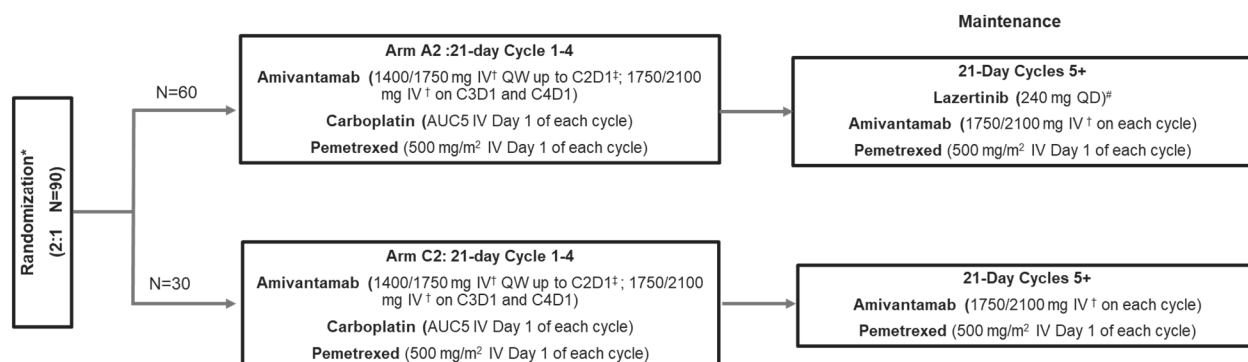 Maintenance
Randomization*
(2:1 N=90)
N=60
Arm A2 :21-day Cycle 1-4
Amivantamab (1400/1750 mg IV† QW up to C2D1‡; 1750/2100
mg IV † on C3D1 and C4D1)
Carboplatin (AUC5 IV Day 1 of each cycle)
Pemetrexed (500 mg/m² IV Day 1 of each cycle)
21-Day Cycles 5+
Lazertinib (240 mg QD)#
Amivantamab (1750/2100 mg IV † on each cycle)
Pemetrexed (500 mg/m² IV Day 1 of each cycle)
N=30
Arm C2: 21-day Cycle 1-4
Amivantamab (1400/1750 mg IV† QW up to C2D1‡ ; 1750/2100
mg IV † on C3D1 and C4D1)
Carboplatin (AUC5 IV Day 1 of each cycle)
Pemetrexed (500 mg/m² IV Day 1 of each cycle)
21-Day Cycles 5+
Amivantamab (1750/2100 mg IV † on each cycle)
Pemetrexed (500 mg/m² IV Day 1 of each cycle)